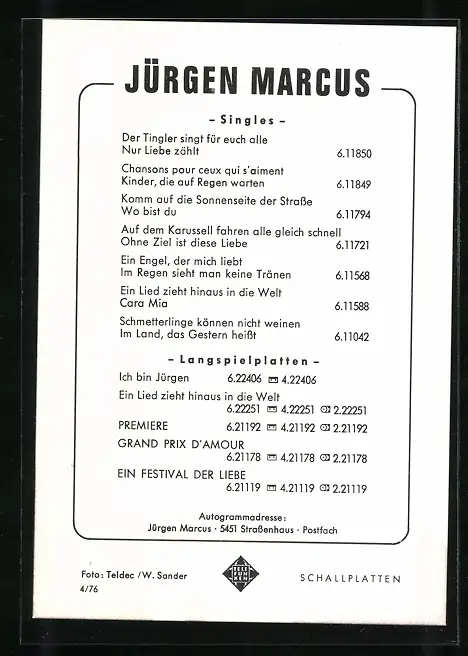 JÜRGEN MARCUS
– Singles –
Der Tingler singt für euch alle
Nur Liebe zählt 6.11850
Chansons pour ceux qui s'aiment
Kinder, die auf Regen warten 6.11849
Komm auf die Sonnenseite der Straße
Wo bist du 6.11794
Auf dem Karussell fahren alle gleich schnell
Ohne Ziel ist diese Liebe 6.11721
Ein Engel, der mich liebt
Im Regen sieht man keine Tränen 6.11568
Ein Lied zieht hinaus in die Welt
Cara Mia 6.11588
Schmetterlinge können nicht weinen
Im Land, das Gestern heißt 6.11042
– Langspielplatten –
Ich bin Jürgen 6.22406 4.22406
Ein Lied zieht hinaus in die Welt
6.22251 4.22251 2.22251
PREMIERE 6.21192 4.21192 2.21192
GRAND PRIX D'AMOUR
6.21178 4.21178 2.21178
EIN FESTIVAL DER LIEBE
6.21119 4.21119 2.21119
Autogrammadresse:
Jürgen Marcus · 5451 Straßenhaus · Postfach
Foto: Teldec / W. Sander
4/76
TELE
FUN
KEN
SCHALLPLATTEN